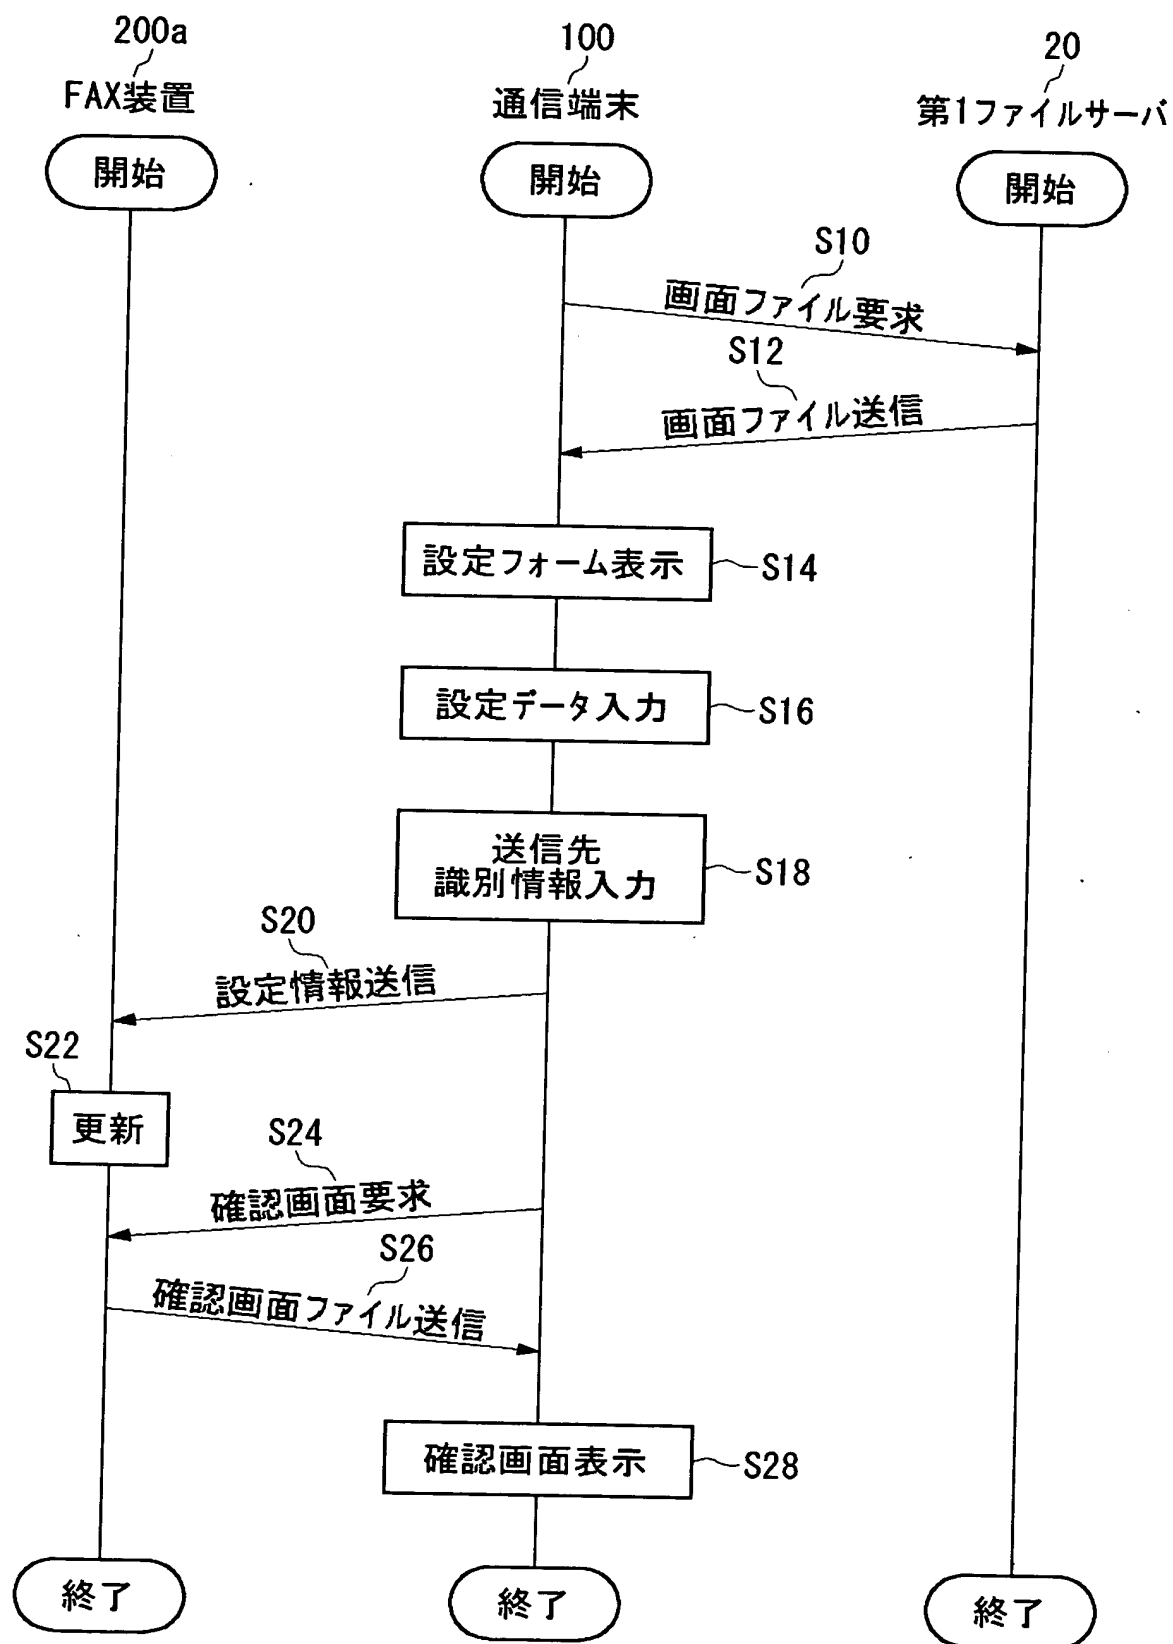 200a
FAX装置
100
通信端末
20
第1ファイルサーバ
開始
開始
開始
S10
画面ファイル要求
S12
画面ファイル送信
設定フォーム表示
S14
設定データ入力
S16
送信先
識別情報入力
S18
S20
設定情報送信
S22
更新
S24
確認画面要求
S26
確認画面ファイル送信
確認画面表示
S28
終了
終了
終了